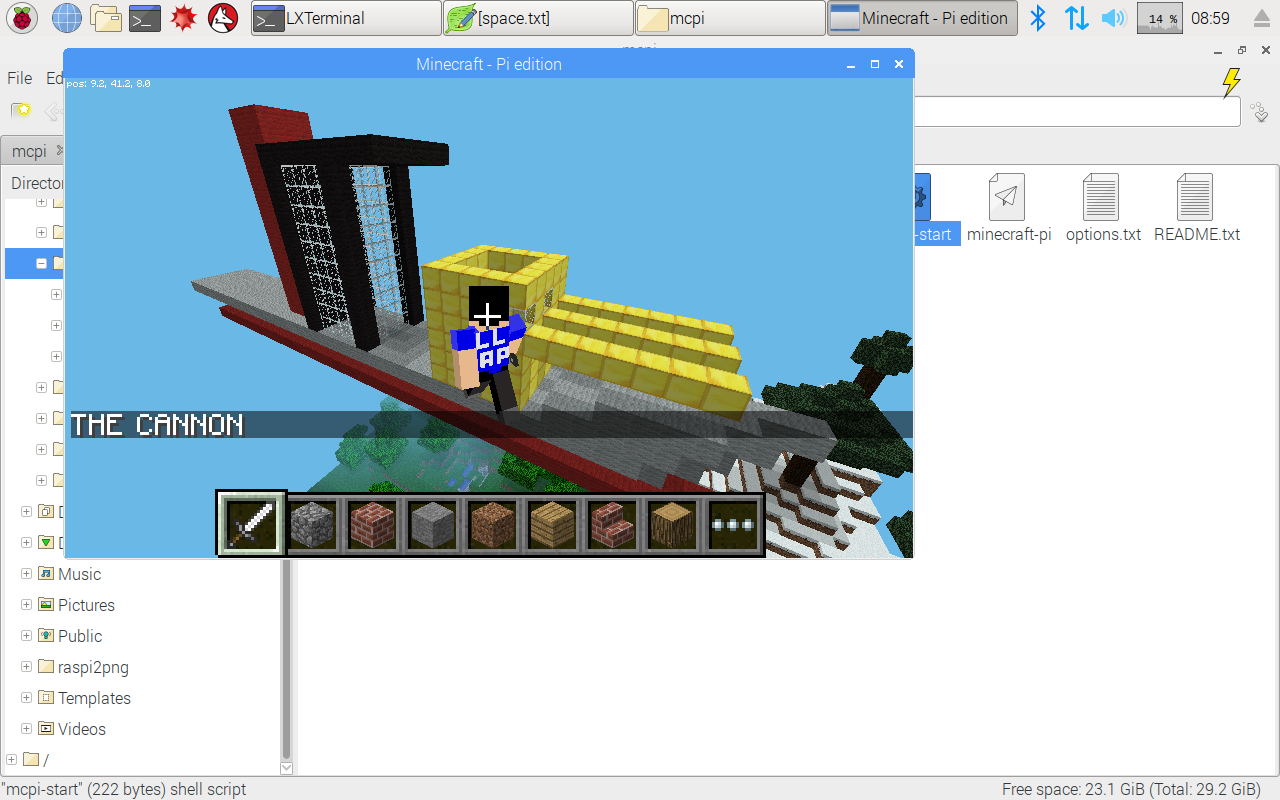 LXTerminal
[space.txt]
mcpi
Minecraft - Pi edition
14 %
08:59
Minecraft - Pi edition
File
pos: 9.2, 41.2, 8.0
mcpi
-start
minecraft-pi
options.txt
README.txt
THE CANNON
Music
Pictures
Public
raspi2png
Templates
Videos
/
"mcpi-start" (222 bytes) shell script
Free space: 23.1 GiB (Total: 29.2 GiB)